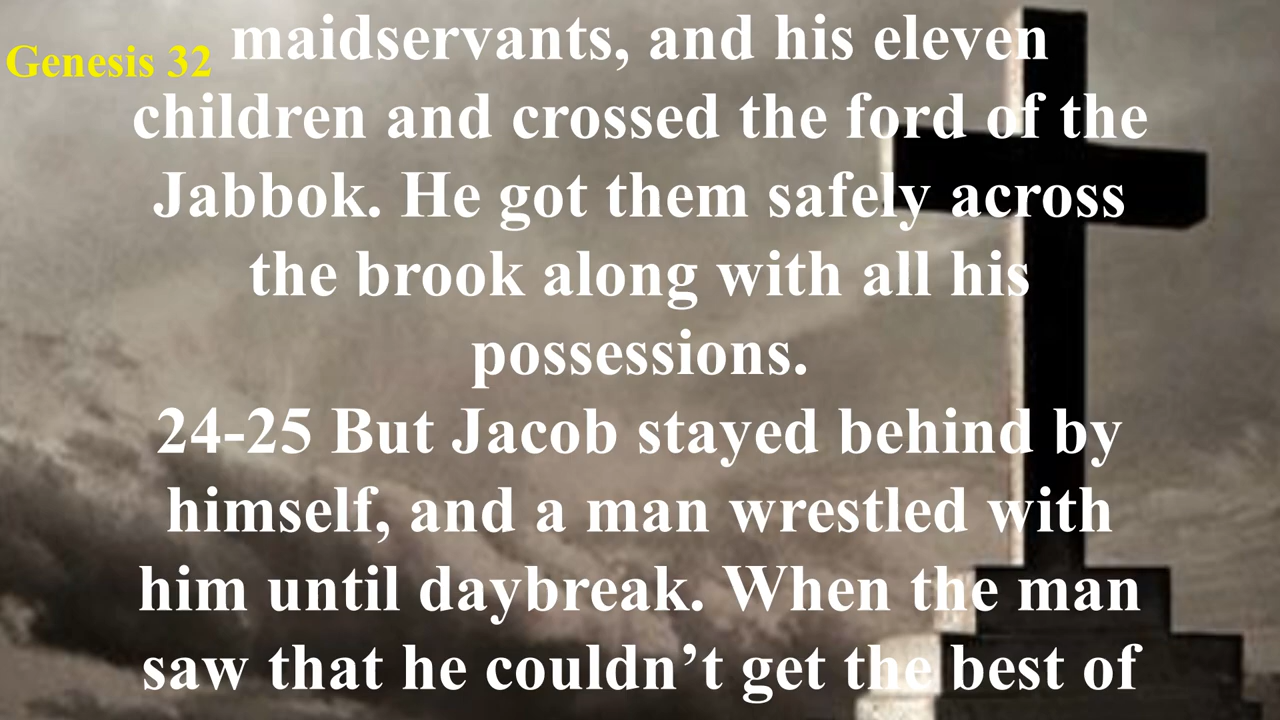 Genesis 32
maidservants, and his eleven
children and crossed the ford of the
Jabbok. He got them safely across
the brook along with all his
possessions.
24-25 But Jacob stayed behind by
himself, and a man wrestled with
him until daybreak. When the man
saw that he couldn’t get the best of